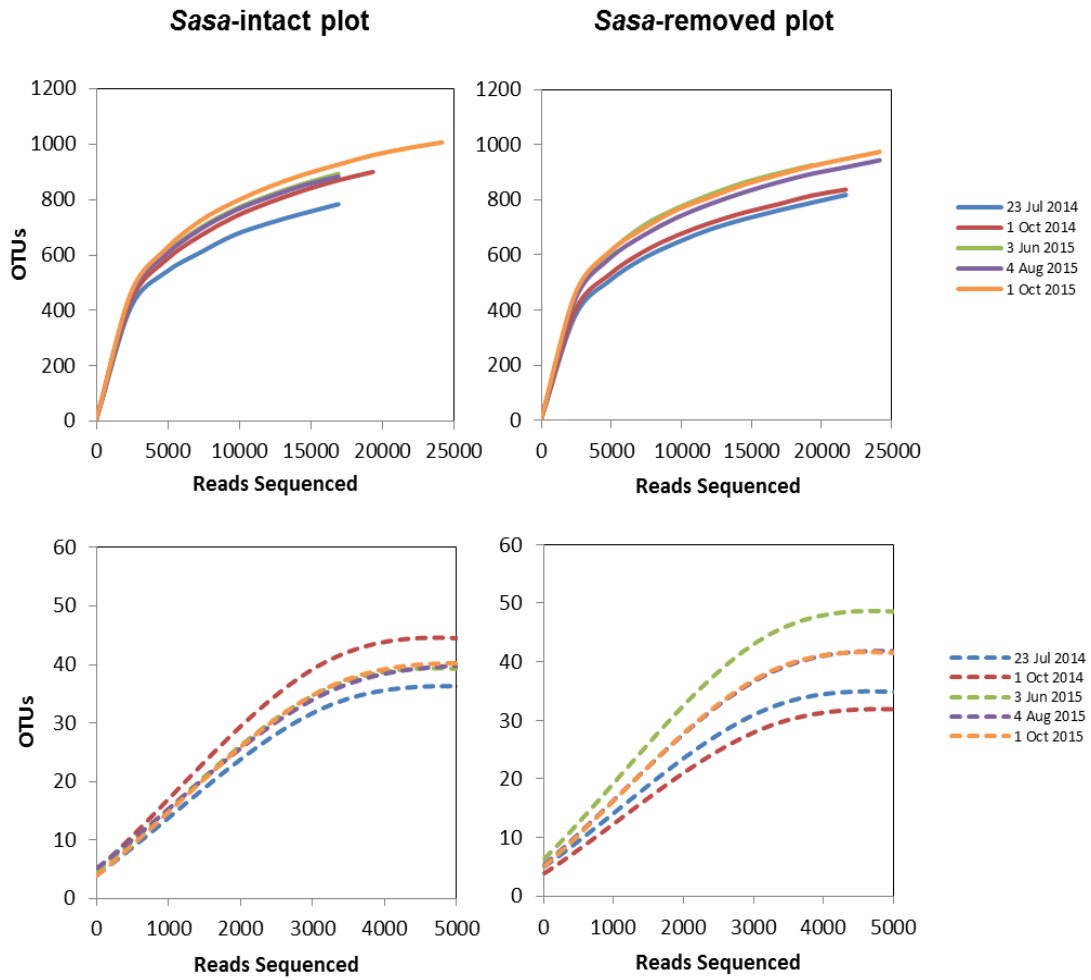 Sasa-intact plot
Sasa-removed plot
1200
1000
800
600
400
200
0
OTUs
0 5000 10000 15000 20000 25000
Reads Sequenced
1200
1000
800
600
400
200
0
0 5000 10000 15000 20000 25000
Reads Sequenced
23 Jul 2014
1 Oct 2014
3 Jun 2015
4 Aug 2015
1 Oct 2015
60
50
40
30
20
10
0
OTUs
0 1000 2000 3000 4000 5000
Reads Sequenced
60
50
40
30
20
10
0
0 1000 2000 3000 4000 5000
Reads Sequenced
23 Jul 2014
1 Oct 2014
3 Jun 2015
4 Aug 2015
1 Oct 2015